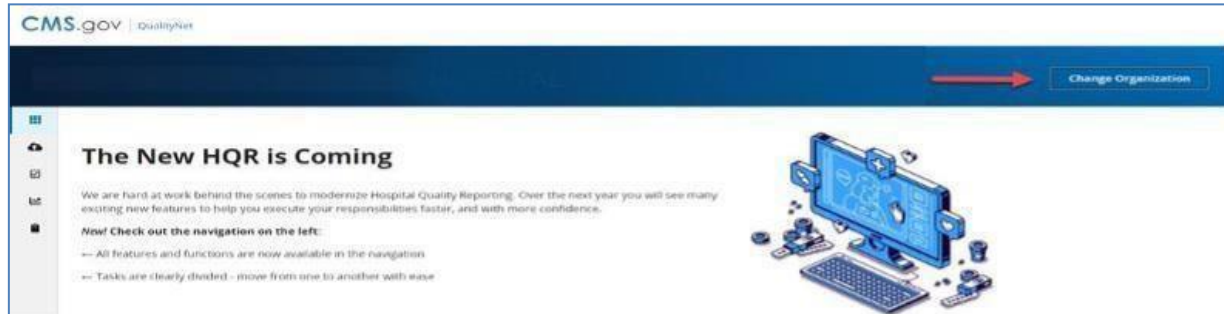 CMS.gov | QualityNet
Change Organization
The New HQR is Coming
We are hard at work behind the scenes to modernize Hospital Quality Reporting. Over the next year you will see many
exciting new features to help you execute your responsibilities faster, and with more confidence.
New! Check out the navigation on the left:
← All features and functions are now available in the navigation
← Tasks are clearly divided - move from one to another with ease